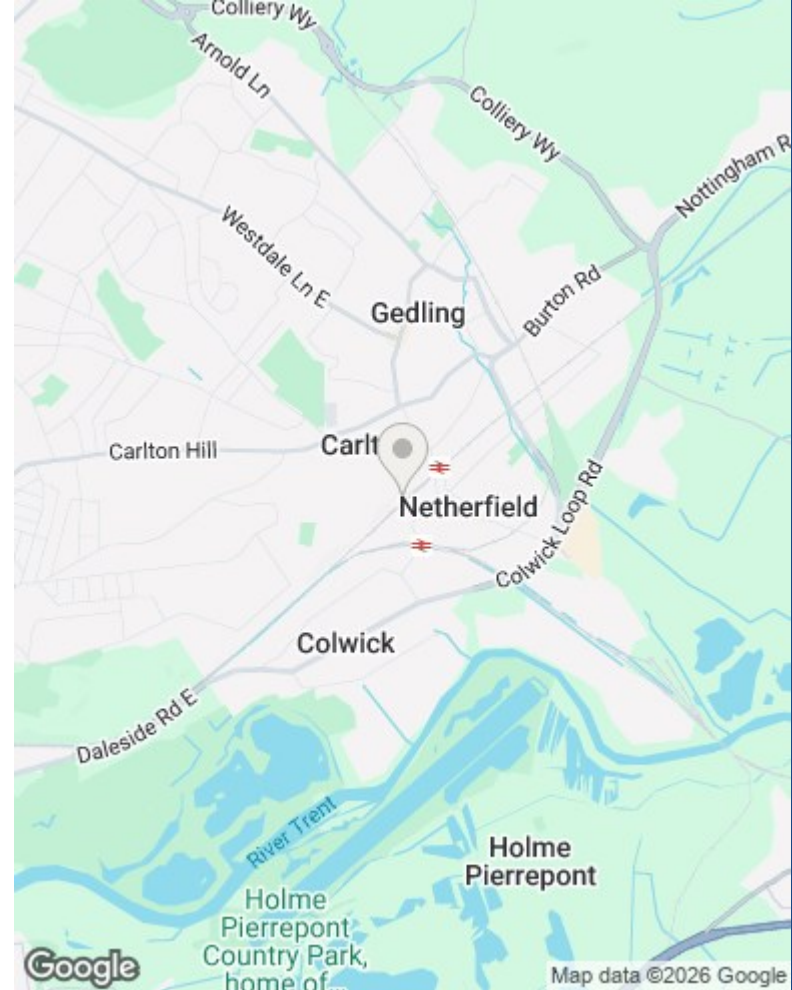 Colliery Wy
Arnold Ln
Colliery Wy
Nottingham R
Westdale Ln E
Burton Rd
Gedling
Carlton Hill
Carlt
Netherfield
Colwick Loop Rd
Colwick
Daleside Rd E
River Trent
Holme
Pierrepont
Holme
Pierrepont
Country Park,
home of...
Google
Map data ©2026 Google